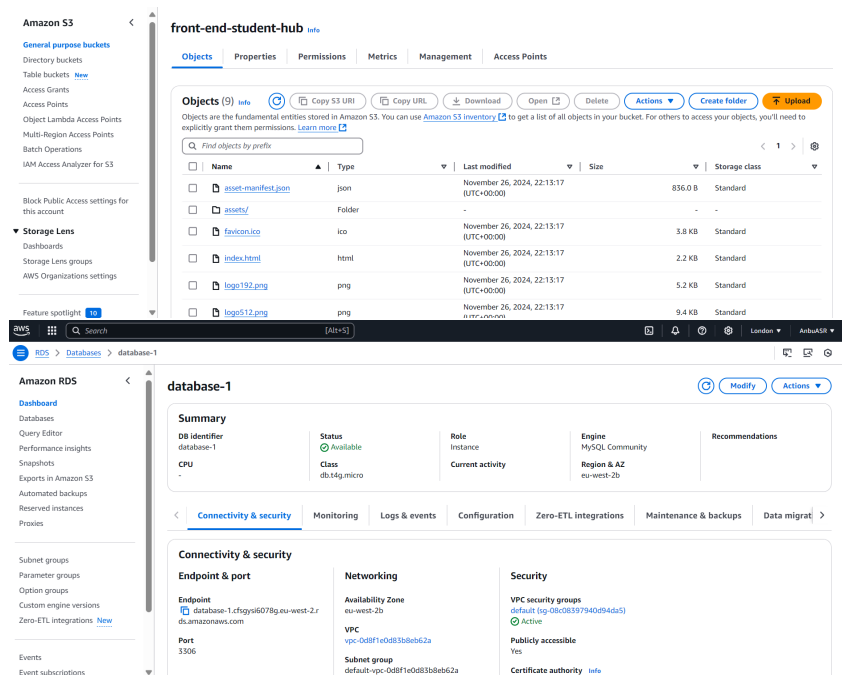 Amazon S3
General purpose buckets
Directory buckets
Table buckets New
Access Grants
Access Points
Object Lambda Access Points
Multi-Region Access Points
Batch Operations
IAM Access Analyzer for S3
Block Public Access settings for
this account
Storage Lens
Dashboards
Storage Lens groups
AWS Organizations settings
Feature spotlight 10
front-end-student-hub Info
Objects Properties Permissions Metrics Management Access Points
Objects (9) Info Copy S3 URI Copy URL Download Open Delete Actions Create folder Upload
Objects are the fundamental entities stored in Amazon S3. You can use Amazon S3 inventory to get a list of all objects in your bucket. For others to access your objects, you'll need to
explicitly grant them permissions. Learn more
Find objects by prefix 1
Name Type Last modified Size Storage class
asset-manifest.json json November 26, 2024, 22:13:17 (UTC+00:00) 836.0 B Standard
assets/ Folder - - -
favicon.ico ico November 26, 2024, 22:13:17 (UTC+00:00) 3.8 KB Standard
index.html html November 26, 2024, 22:13:17 (UTC+00:00) 2.2 KB Standard
logo192.png png November 26, 2024, 22:13:17 (UTC+00:00) 5.2 KB Standard
logo512.png png November 26, 2024, 22:13:17 (UTC+00:00) 9.4 KB Standard
aws Search [Alt+S] London AnbuASR
RDS > Databases > database-1
Amazon RDS
Dashboard
Databases
Query Editor
Performance insights
Snapshots
Exports in Amazon S3
Automated backups
Reserved instances
Proxies
Subnet groups
Parameter groups
Option groups
Custom engine versions
Zero-ETL integrations New
Events
Event subscriptions
database-1 Modify Actions
Summary
DB identifier
database-1
CPU
-
Status
Available
Class
db.t4g.micro
Role
Instance
Current activity
Engine
MySQL Community
Region & AZ
eu-west-2b
Recommendations
Connectivity & security Monitoring Logs & events Configuration Zero-ETL integrations Maintenance & backups Data migrat
Connectivity & security
Endpoint & port
Endpoint
database-1.cfsgysi6078g.eu-west-2.r
ds.amazonaws.com
Port
3306
Networking
Availability Zone
eu-west-2b
VPC
vpc-0d8f1e0d83b8eb62a
Subnet group
default-vpc-0d8f1e0d83b8eb62a
Security
VPC security groups
default (sg-08c08397940d94da5)
Active
Publicly accessible
Yes
Certificate authority Info